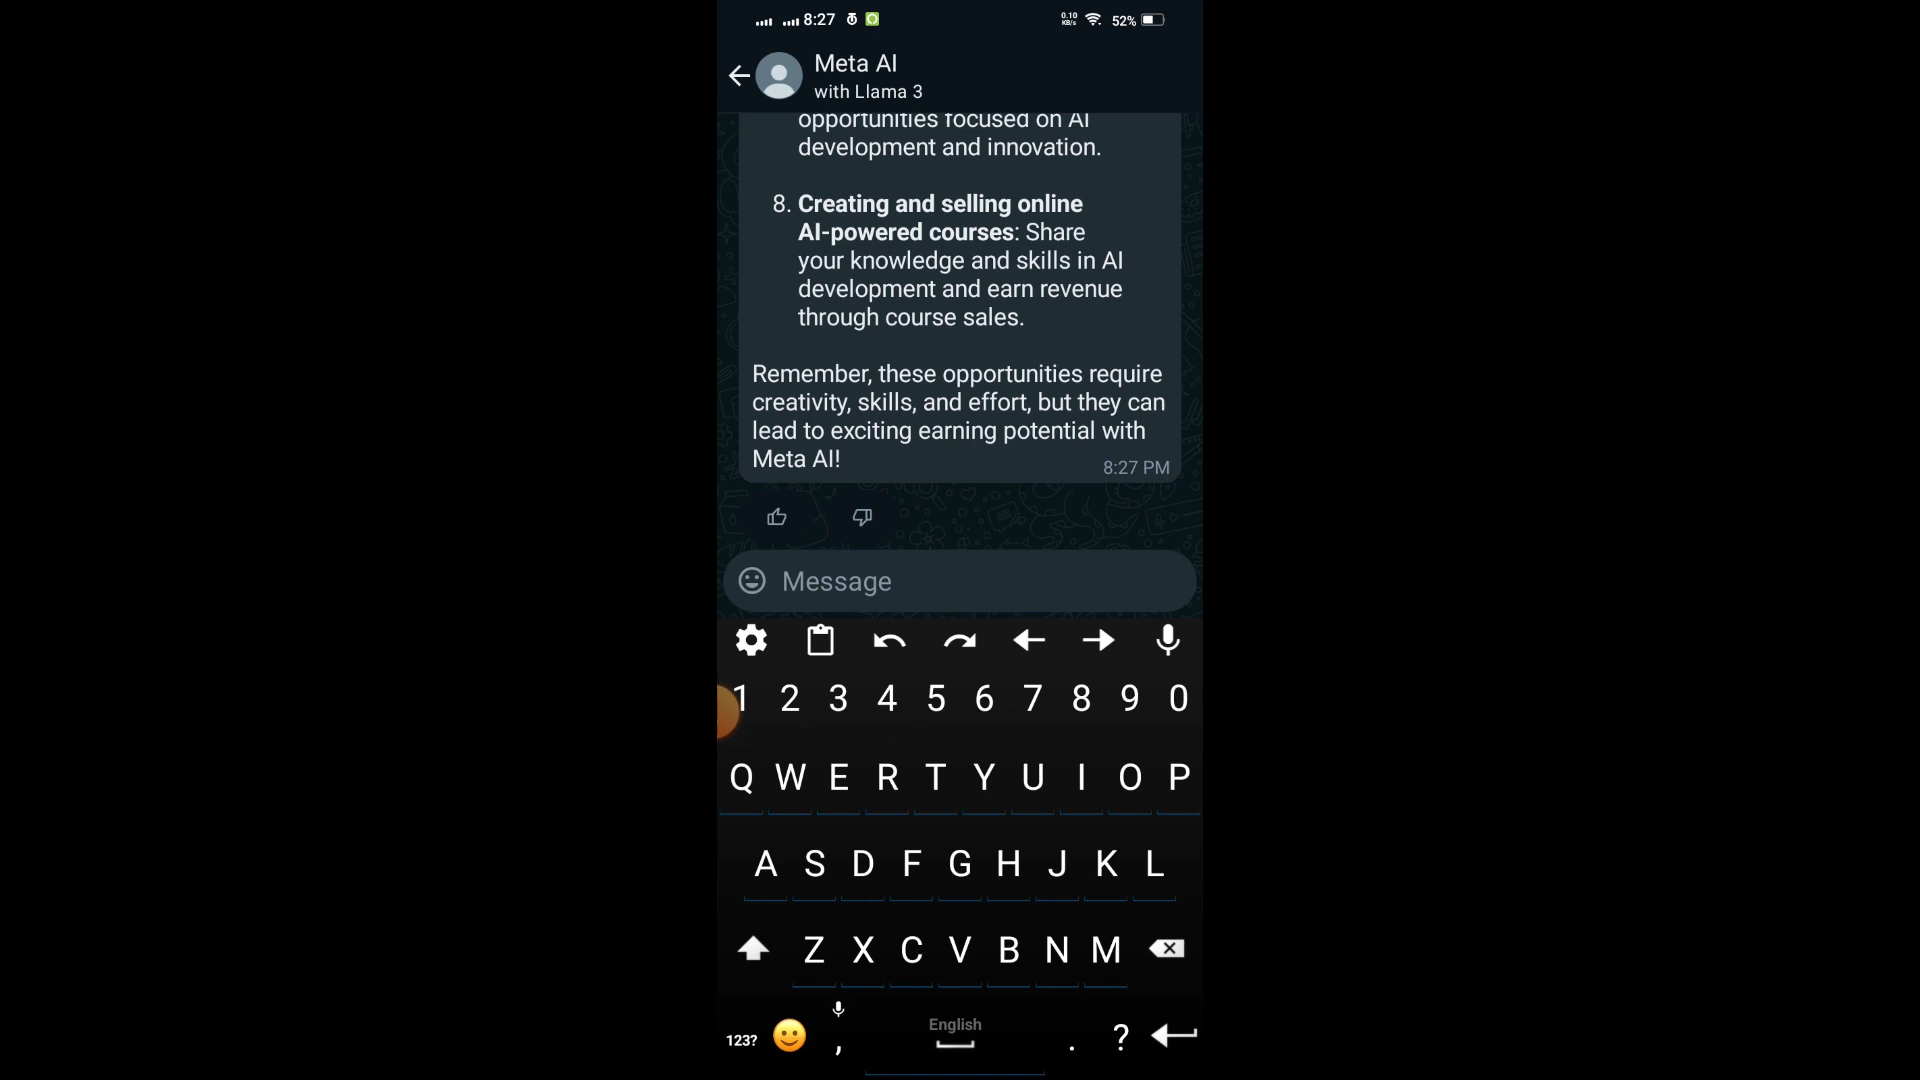 8:27 0.10 KB/s 52%
Meta AI
with Llama 3
opportunities focused on AI
development and innovation.
8. Creating and selling online
AI-powered courses: Share
your knowledge and skills in AI
development and earn revenue
through course sales.
Remember, these opportunities require
creativity, skills, and effort, but they can
lead to exciting earning potential with
Meta AI!
8:27 PM
Message
1 2 3 4 5 6 7 8 9 0
Q W E R T Y U I O P
A S D F G H J K L
Z X C V B N M
123? , English . ?